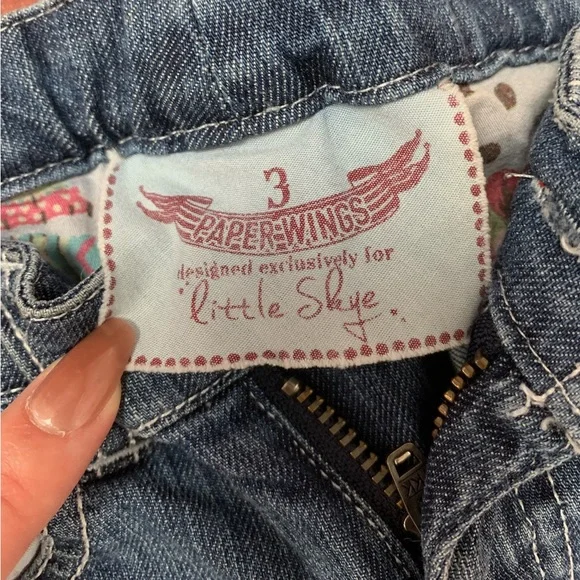 3
PAPER WINGS
designed exclusively for
little Skye